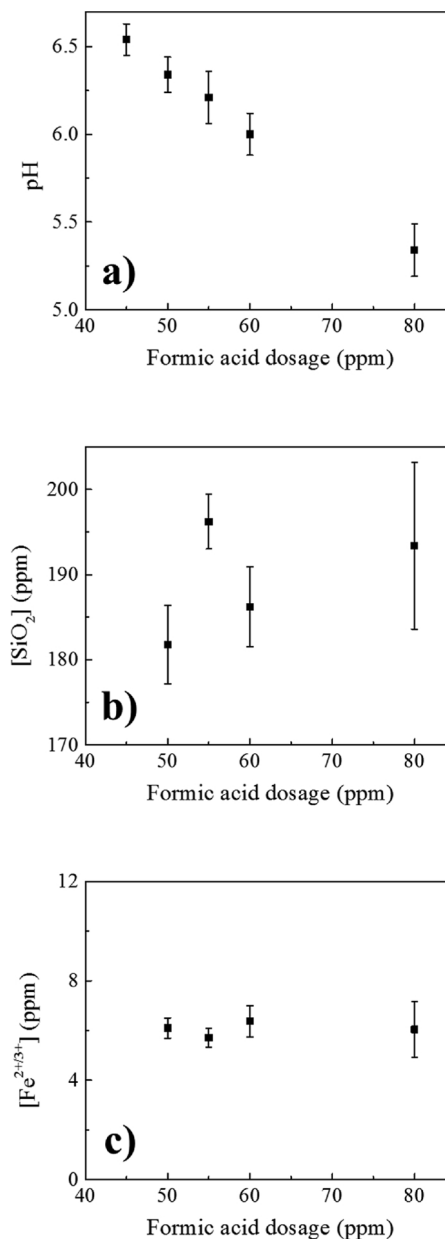 6.5
6.0
5.5
5.0
pH
a)
40 50 60 70 80
Formic acid dosage (ppm)
200
190
180
170
[SiO₂] (ppm)
b)
40 50 60 70 80
Formic acid dosage (ppm)
12
8
4
0
[Fe²⁺/³⁺] (ppm)
c)
40 50 60 70 80
Formic acid dosage (ppm)